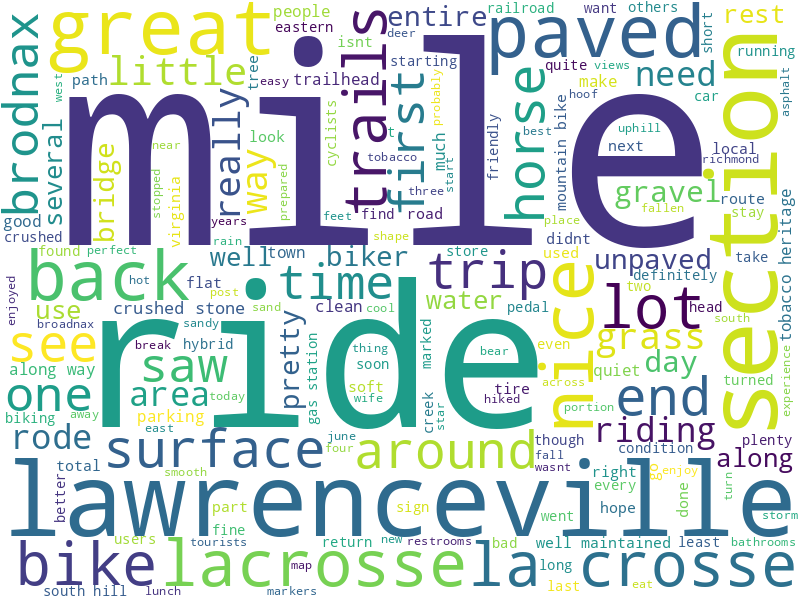 mile
ride
lawrenceville
section
great
paved
back
bike
lacrosse
la crosse
surface
trails
first
horse
brodnax
nice
lot
trip
time
end
see
saw
one
around
little
entire
rest
need
really
way
several
bridge
gravel
unpaved
grass
day
riding
along
rode
area
use
well
biker
water
pretty
people
eastern
isnt
railroad
want
others
short
running
asphalt
west
path
tree
easy
trailhead
deer
starting
probably
quite
make
views
car
hoof
mountain bike
best
uphill
next
local
richmond
look
cyclists
tobacco
t
much
three
start
friendly
good
crushed
near
stopped
virginia
prepared
feet
find
road
place
fallen
route
stay
tobacco heritage
found
perfect
years
rain
shape
town
store
didnt
used
definitely
take
enjoyed
hot
flat
post
crushed stone
clean
sand
cool
pedal
two
head
south
broadnax
sandy
break
hybrid
gas station
thing
soon
marked
even
bear
quiet
turned
experience
along way
biking
away
today
soft
wife
tire
hiked
across
portion
parking
creek
star
east
june
four
though
fall
wasnt
condition
plenty
total
smooth
better
part
sign
right
every
go
enjoy
done
turn
storm
users
fine
hope
went
tourists
return
new
restrooms
bad
well maintained
least
bathrooms
map
long
last
eat
south hill
lunch
markers